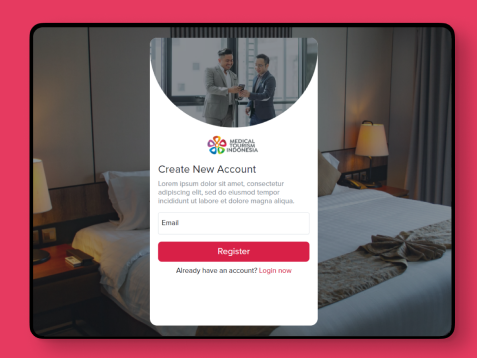 MEDICAL
TOURISM
INDONESIA
Create New Account
Lorem ipsum dolor sit amet, consectetur
adipiscing elit, sed do eiusmod tempor
incididunt ut labore et dolore magna aliqua.
Email
Register
Already have an account? Login now